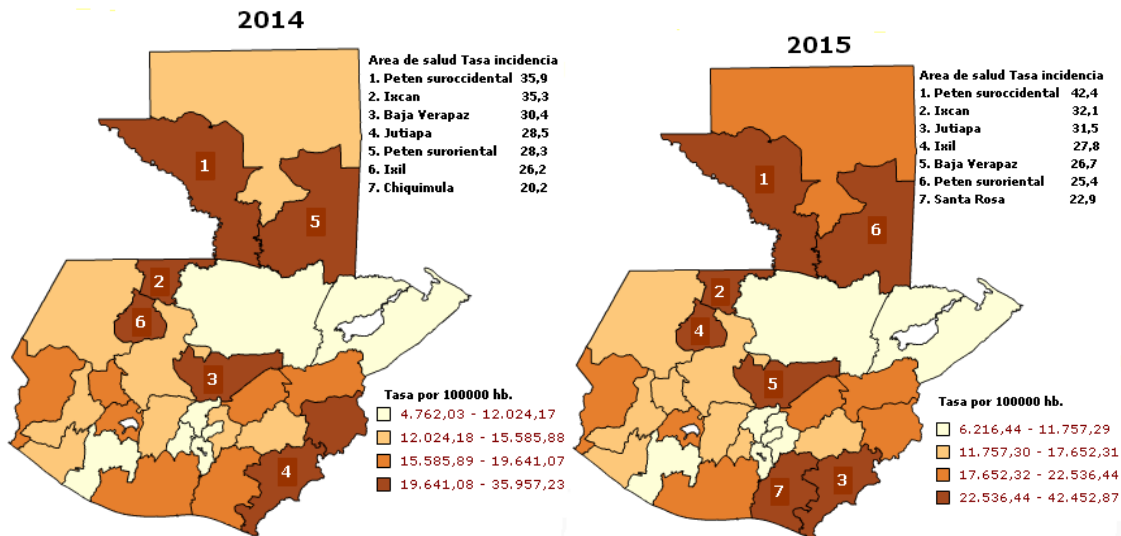 2014
Area de salud Tasa incidencia
1. Peten suroccidental 35,9
2. Ixcan 35,3
3. Baja Verapaz 30,4
4. Jutiapa 28,5
5. Peten suroriental 28,3
6. Ixil 26,2
7. Chiquimula 20,2
1
5
2
6
3
4
Tasa por 100000 hb.
4.762,03 - 12.024,17
12.024,18 - 15.585,88
15.585,89 - 19.641,07
19.641,08 - 35.957,23
2015
Area de salud Tasa incidencia
1. Peten suroccidental 42,4
2. Ixcan 32,1
3. Jutiapa 31,5
4. Ixil 27,8
5. Baja Verapaz 26,7
6. Peten suroriental 25,4
7. Santa Rosa 22,9
1
6
2
4
5
7
3
Tasa por 100000 hb.
6.216,44 - 11.757,29
11.757,30 - 17.652,31
17.652,32 - 22.536,44
22.536,44 - 42.452,87